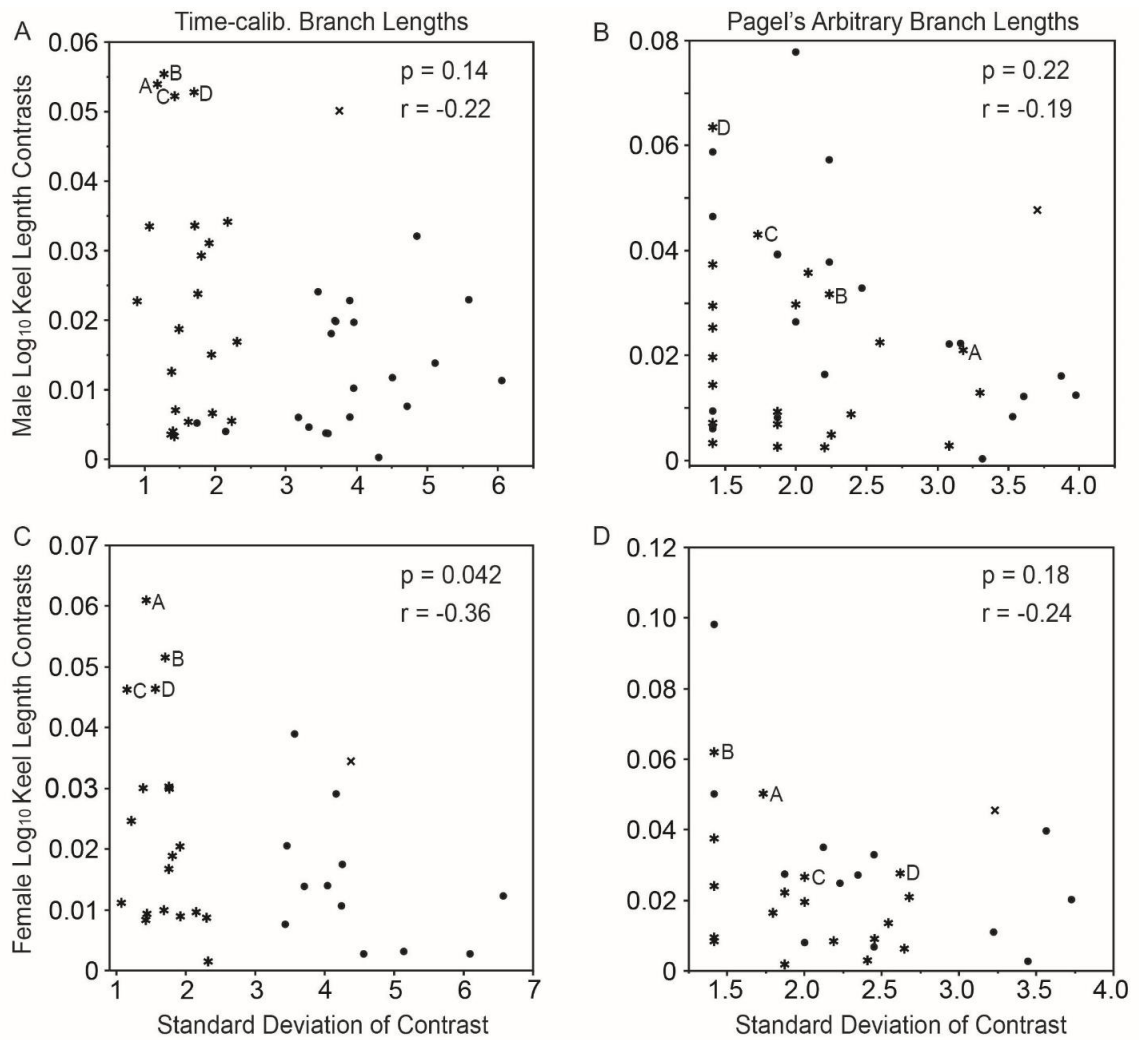 A
Time-calib. Branch Lengths
B
Pagel's Arbitrary Branch Lengths
Male Log10 Keel Legnth Contrasts
0.06
0.05
0.04
0.03
0.02
0.01
0
1
2
3
4
5
6
p = 0.14
r = -0.22
A
B
C
D
0.08
0.06
0.04
0.02
0
1.5
2.0
2.5
3.0
3.5
4.0
p = 0.22
r = -0.19
D
C
B
A
C
D
Female Log10 Keel Legnth Contrasts
0.07
0.06
0.05
0.04
0.03
0.02
0.01
0
1
2
3
4
5
6
7
p = 0.042
r = -0.36
A
B
C
D
Standard Deviation of Contrast
0.12
0.10
0.08
0.06
0.04
0.02
0
1.5
2.0
2.5
3.0
3.5
4.0
p = 0.18
r = -0.24
B
A
C
D
Standard Deviation of Contrast